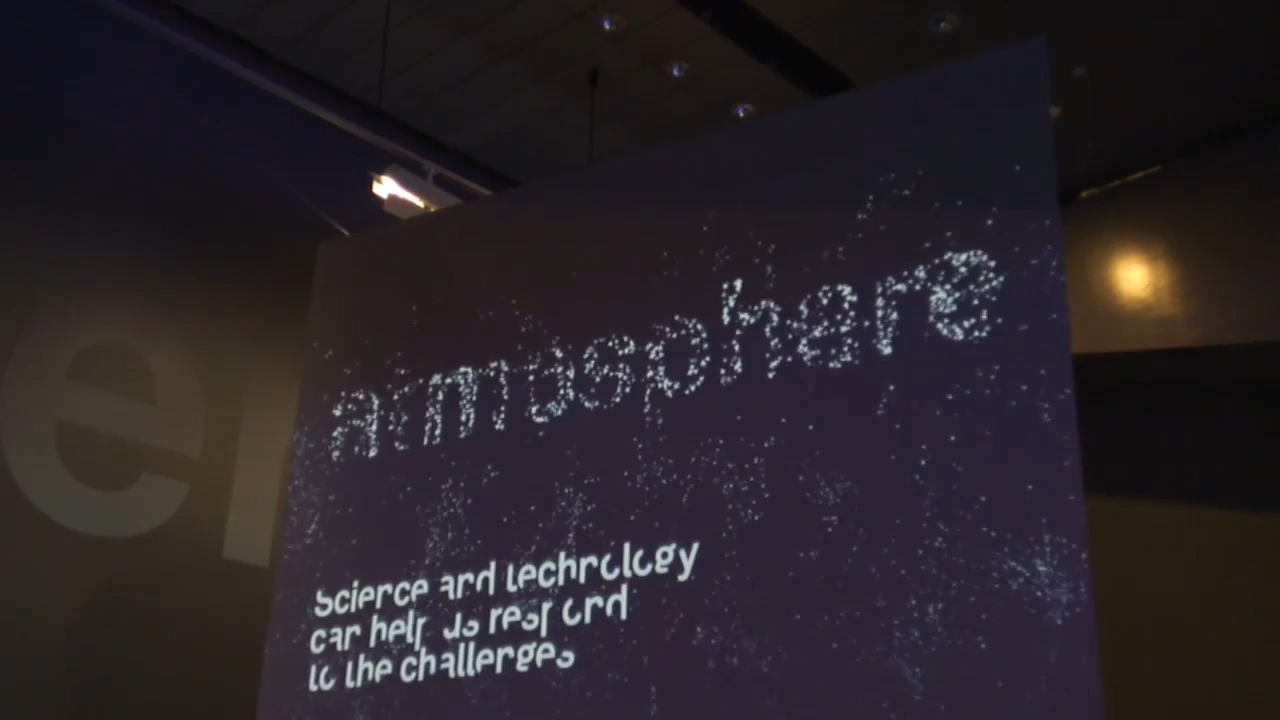 atmosphere
Science and technology
can help us respond
to the challenges